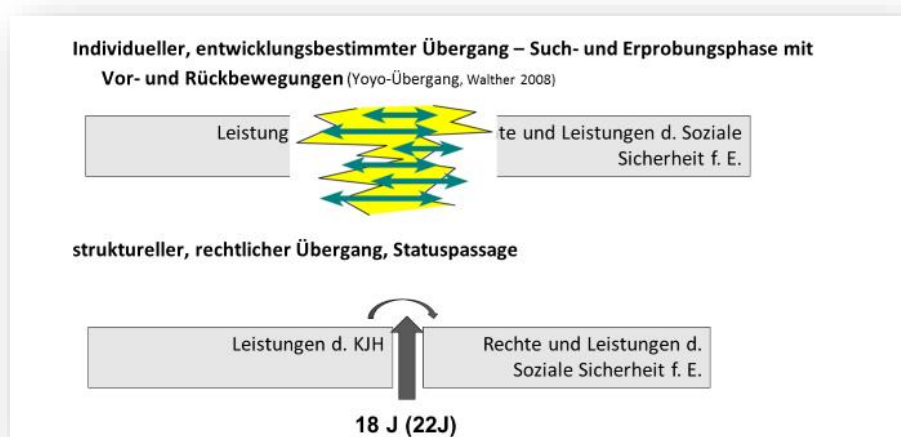 Individueller, entwicklungsbestimmter Übergang – Such- und Erprobungsphase mit
Vor- und Rückbewegungen (Yoyo-Übergang, Walther 2008)
Leistung te und Leistungen d. Soziale
Sicherheit f. E.
struktureller, rechtlicher Übergang, Statuspassage
Leistungen d. KJH Rechte und Leistungen d.
Soziale Sicherheit f. E.
18 J (22J)